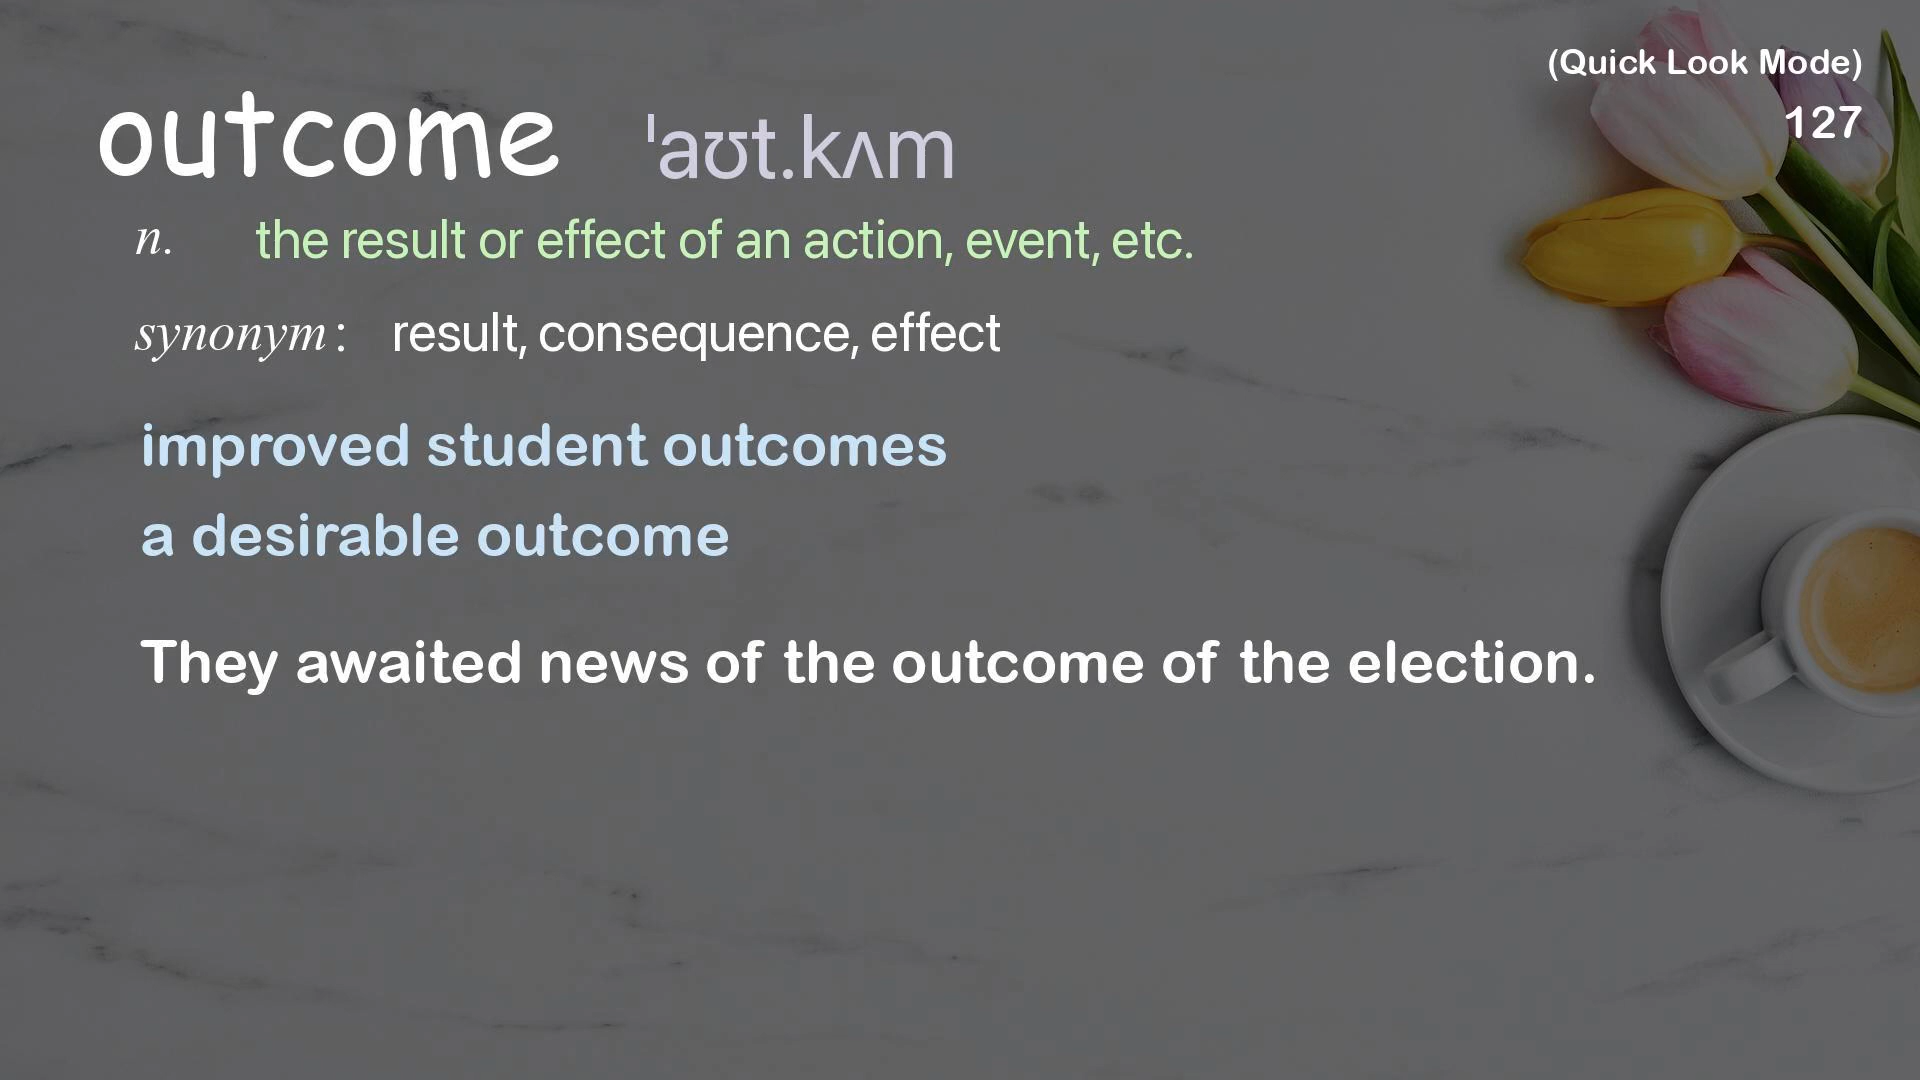 (Quick Look Mode)
127
outcome ˈaʊt.kʌm
n. the result or effect of an action, event, etc.
synonym: result, consequence, effect
improved student outcomes
a desirable outcome
They awaited news of the outcome of the election.